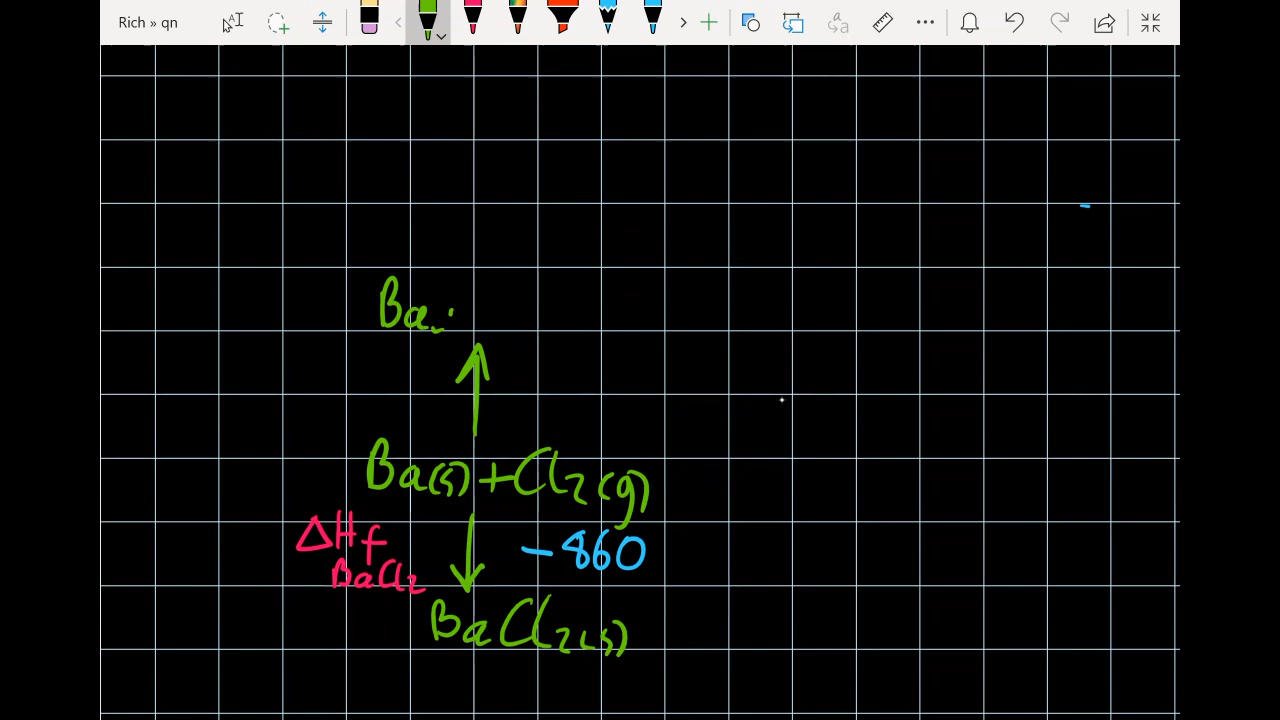 Rich » qn
Ba
Ba(s) + Cl2(g)
ΔHf
BaCl2
- 860
BaCl2(s)